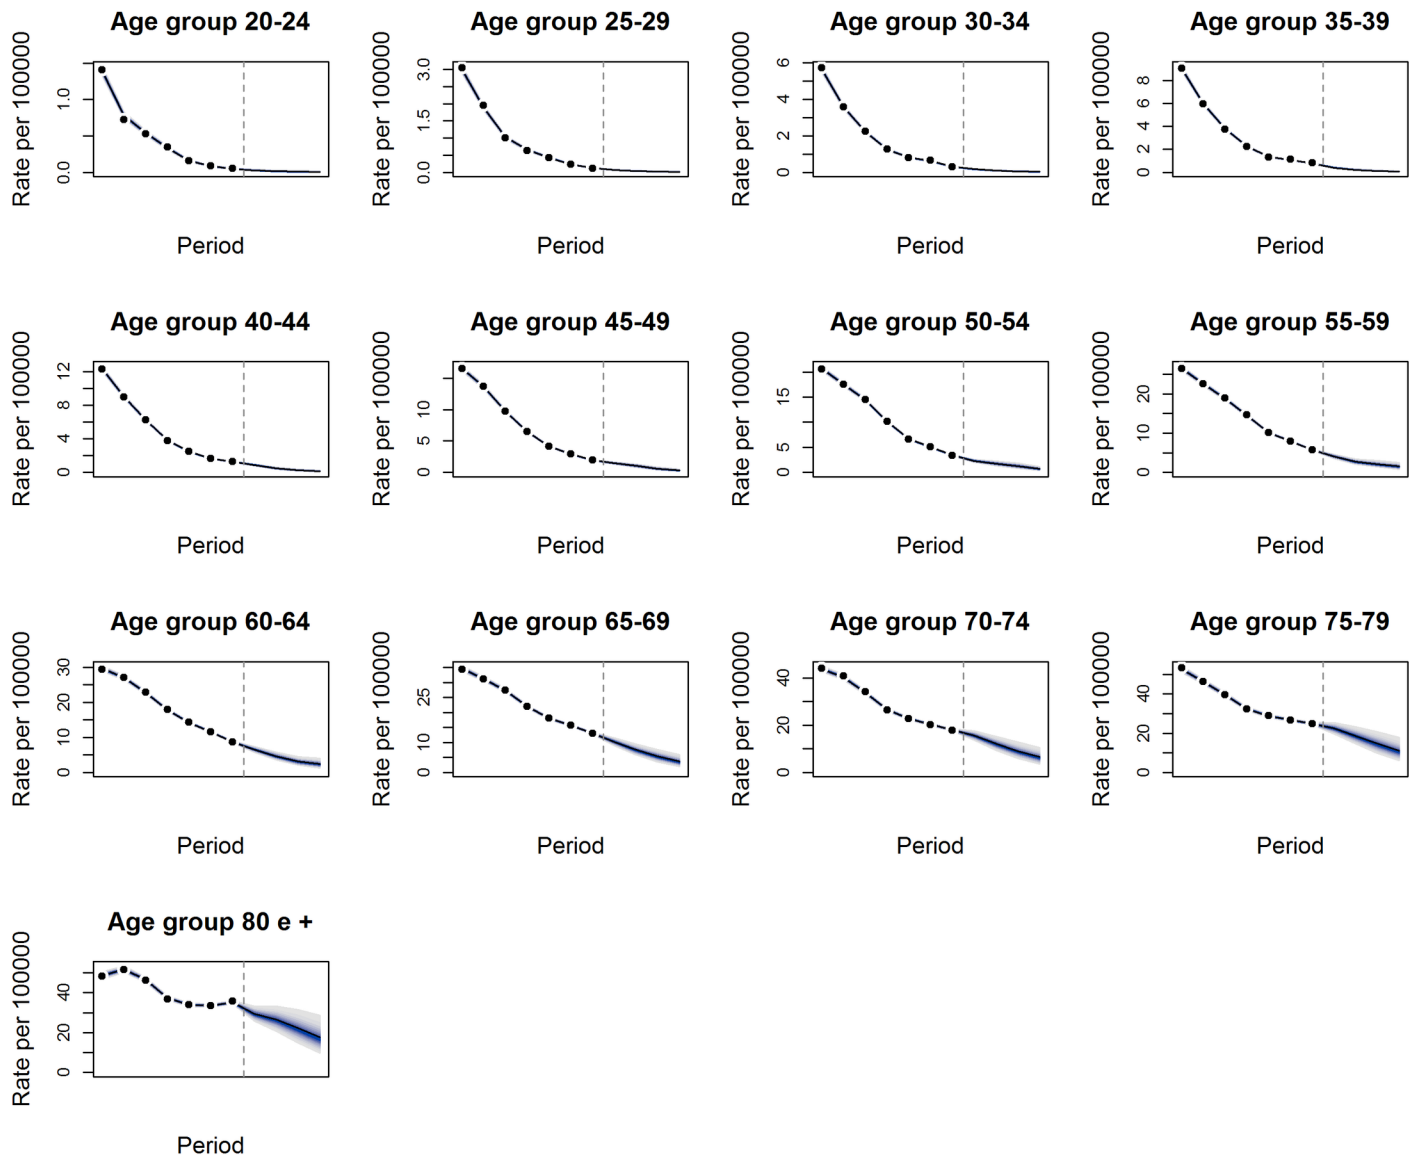 Age group 20-24
Rate per 100000
0.0 1.0
Period
Age group 25-29
Rate per 100000
0.0 1.5 3.0
Period
Age group 30-34
Rate per 100000
0 2 4 6
Period
Age group 35-39
Rate per 100000
0 2 4 6 8
Period
Age group 40-44
Rate per 100000
0 4 8 12
Period
Age group 45-49
Rate per 100000
0 5 10
Period
Age group 50-54
Rate per 100000
0 5 15
Period
Age group 55-59
Rate per 100000
0 10 20
Period
Age group 60-64
Rate per 100000
0 10 20 30
Period
Age group 65-69
Rate per 100000
0 10 25
Period
Age group 70-74
Rate per 100000
0 20 40
Period
Age group 75-79
Rate per 100000
0 20 40
Period
Age group 80 e +
Rate per 100000
0 20 40
Period